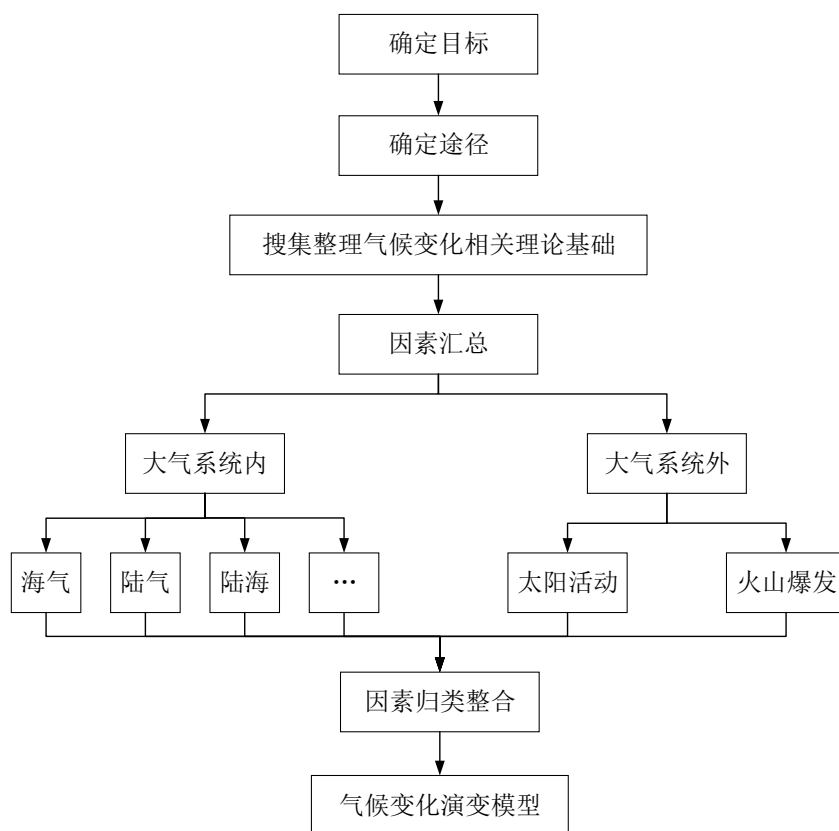 确定目标
确定途径
搜集整理气候变化相关理论基础
因素汇总
大气系统内
大气系统外
海气
陆气
陆海
…
太阳活动
火山爆发
因素归类整合
气候变化演变模型